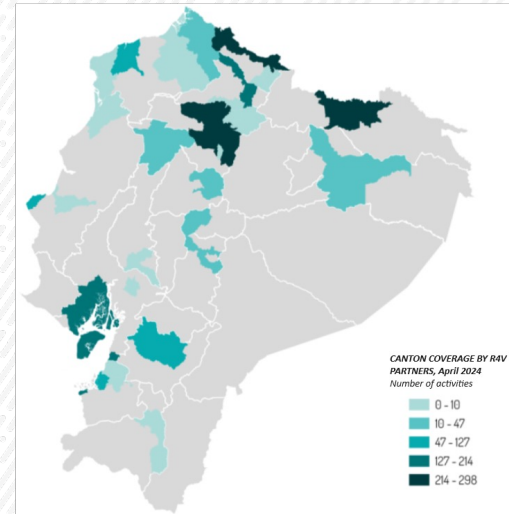 CANTON COVERAGE BY R4V
PARTNERS, April 2024
Number of activities
0 - 10
10 - 47
47 - 127
127 - 214
214 - 298